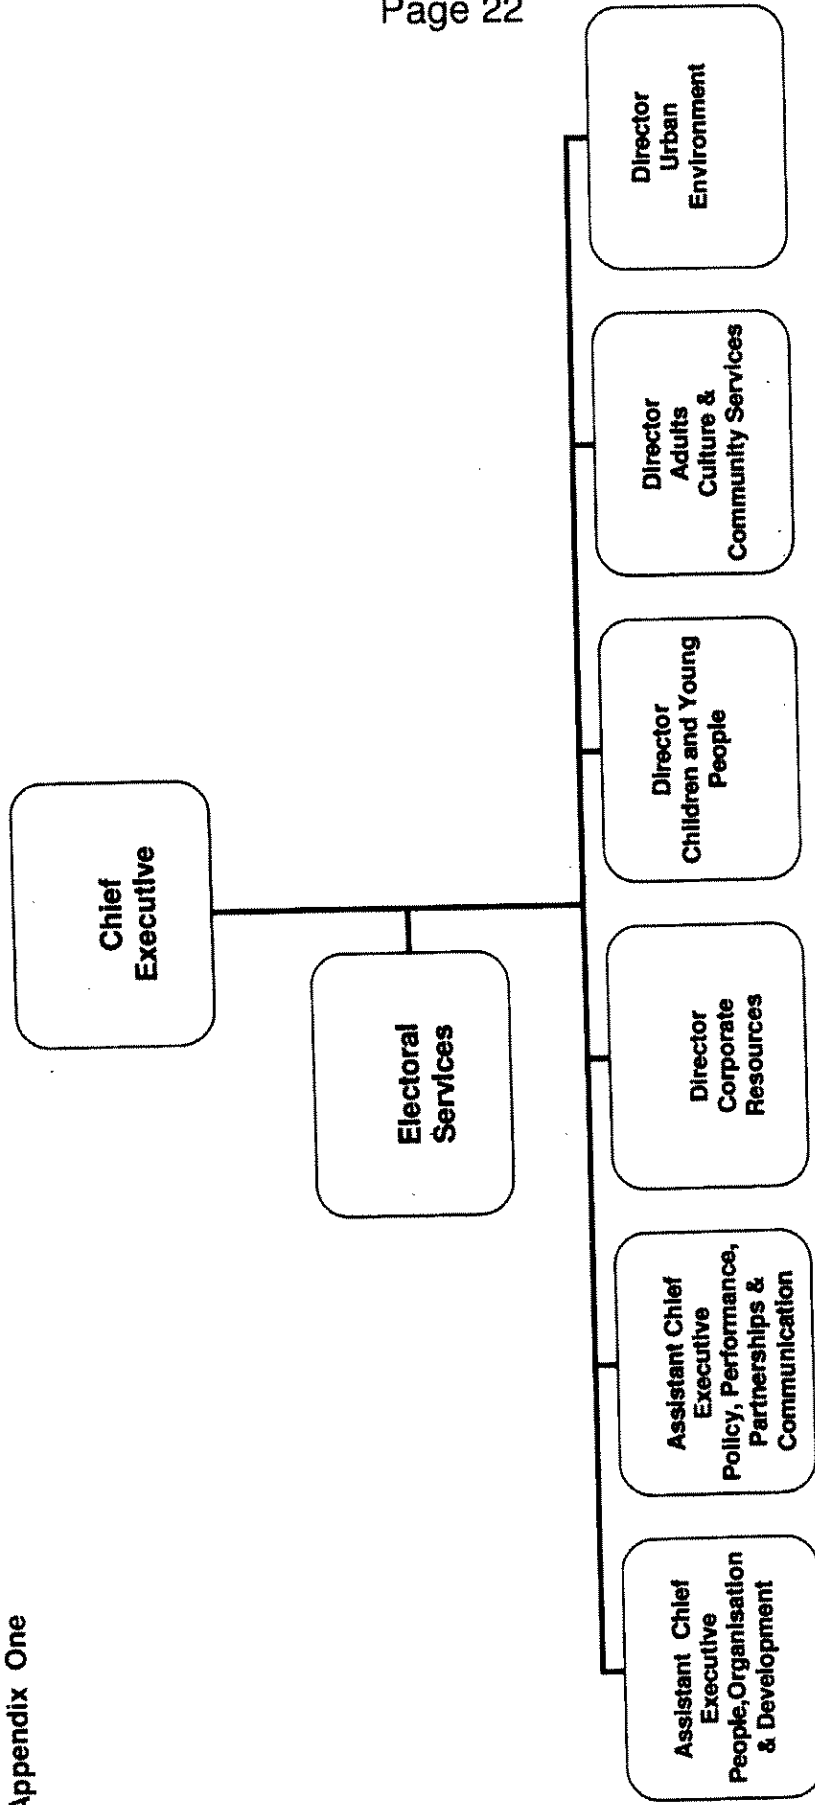 Page 22
Appendix One
Chief
Executive
Electoral
Services
Assistant Chief
Executive
People,Organisation
& Development
Assistant Chief
Executive
Policy, Performance,
Partnerships &
Communication
Director
Corporate
Resources
Director
Children and Young
People
Director
Adults
Culture &
Community Services
Director
Urban
Environment